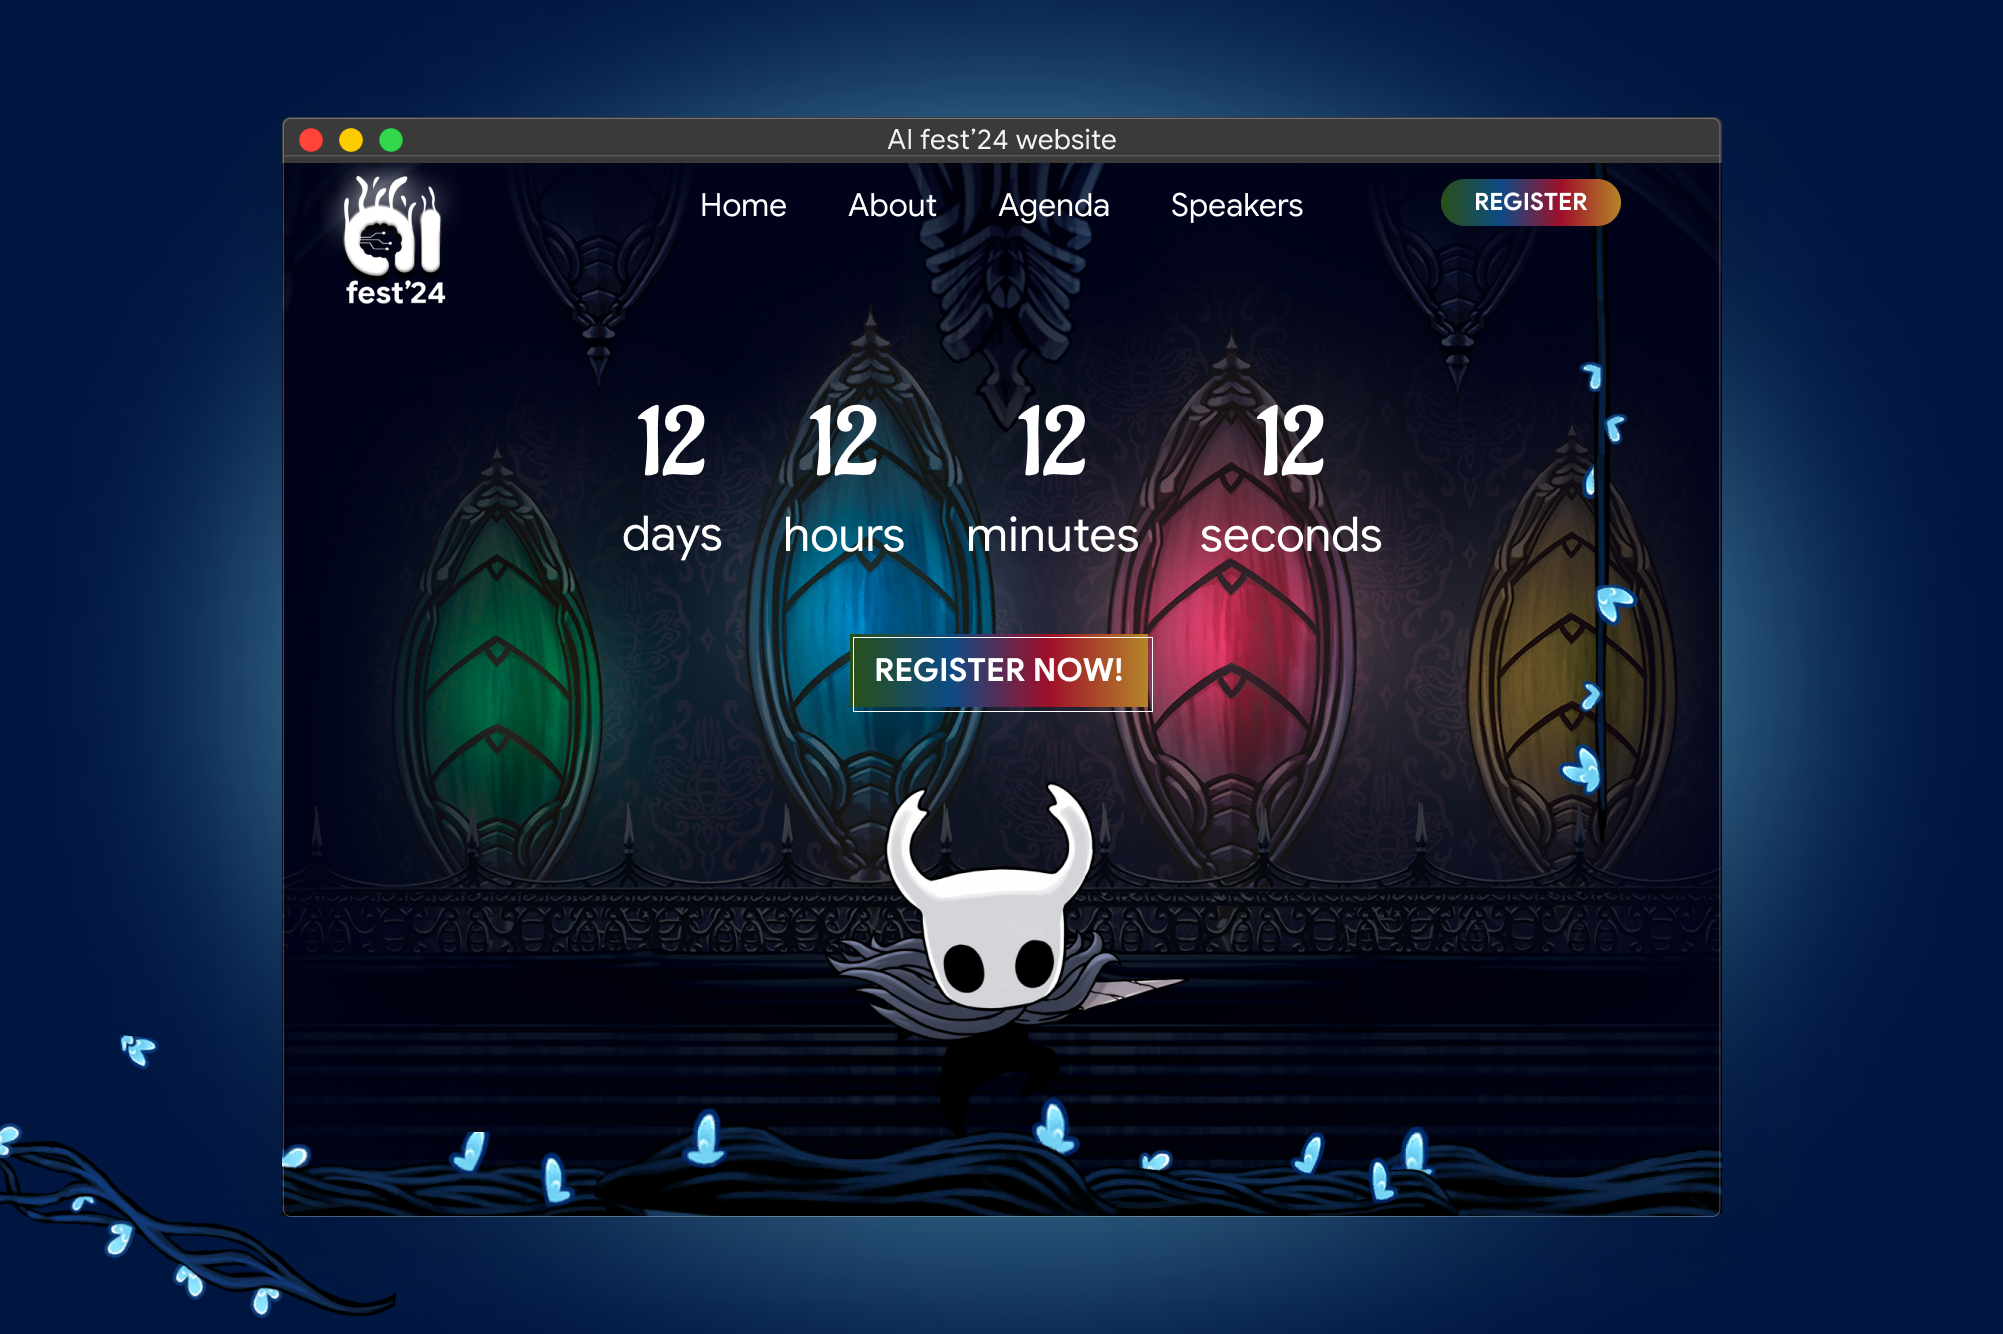 AI fest’24 website
ai
fest’24
Home About Agenda Speakers REGISTER
12 12 12 12
days hours minutes seconds
REGISTER NOW!